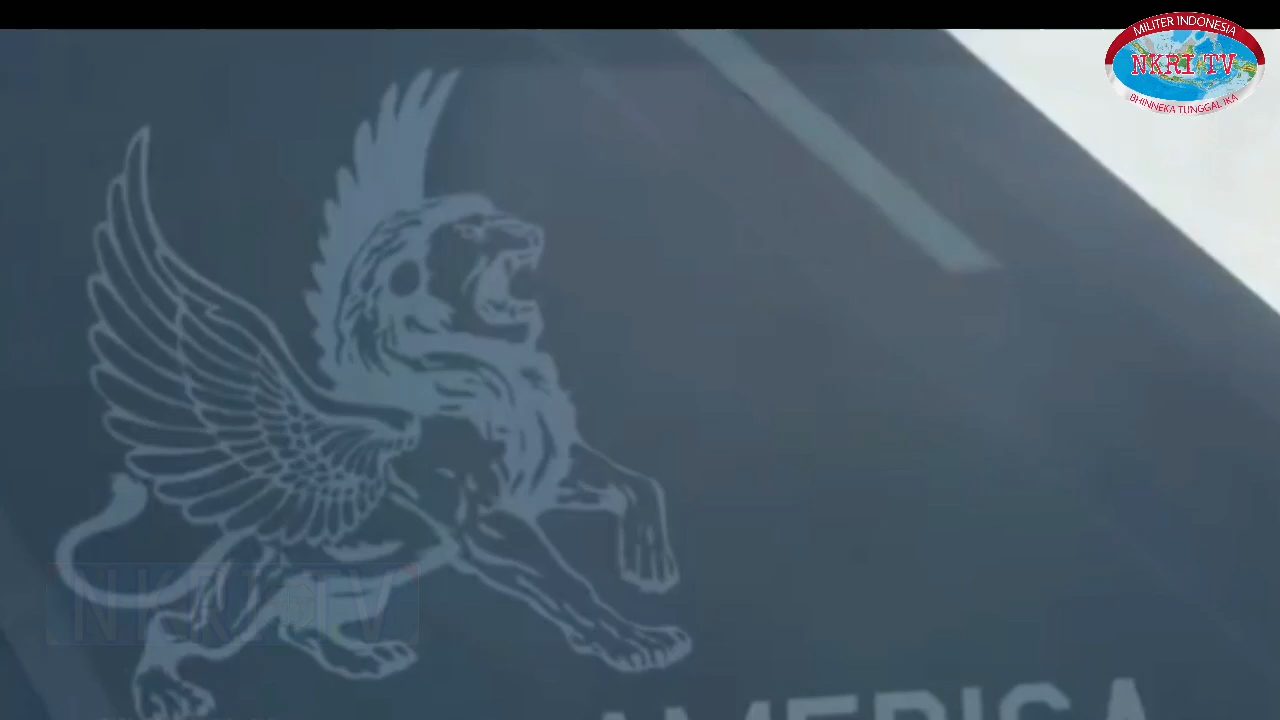 MILITER INDONESIA
NKRI TV
BHINNEKA TUNGGAL IKA
NKRI TV
AMERICA